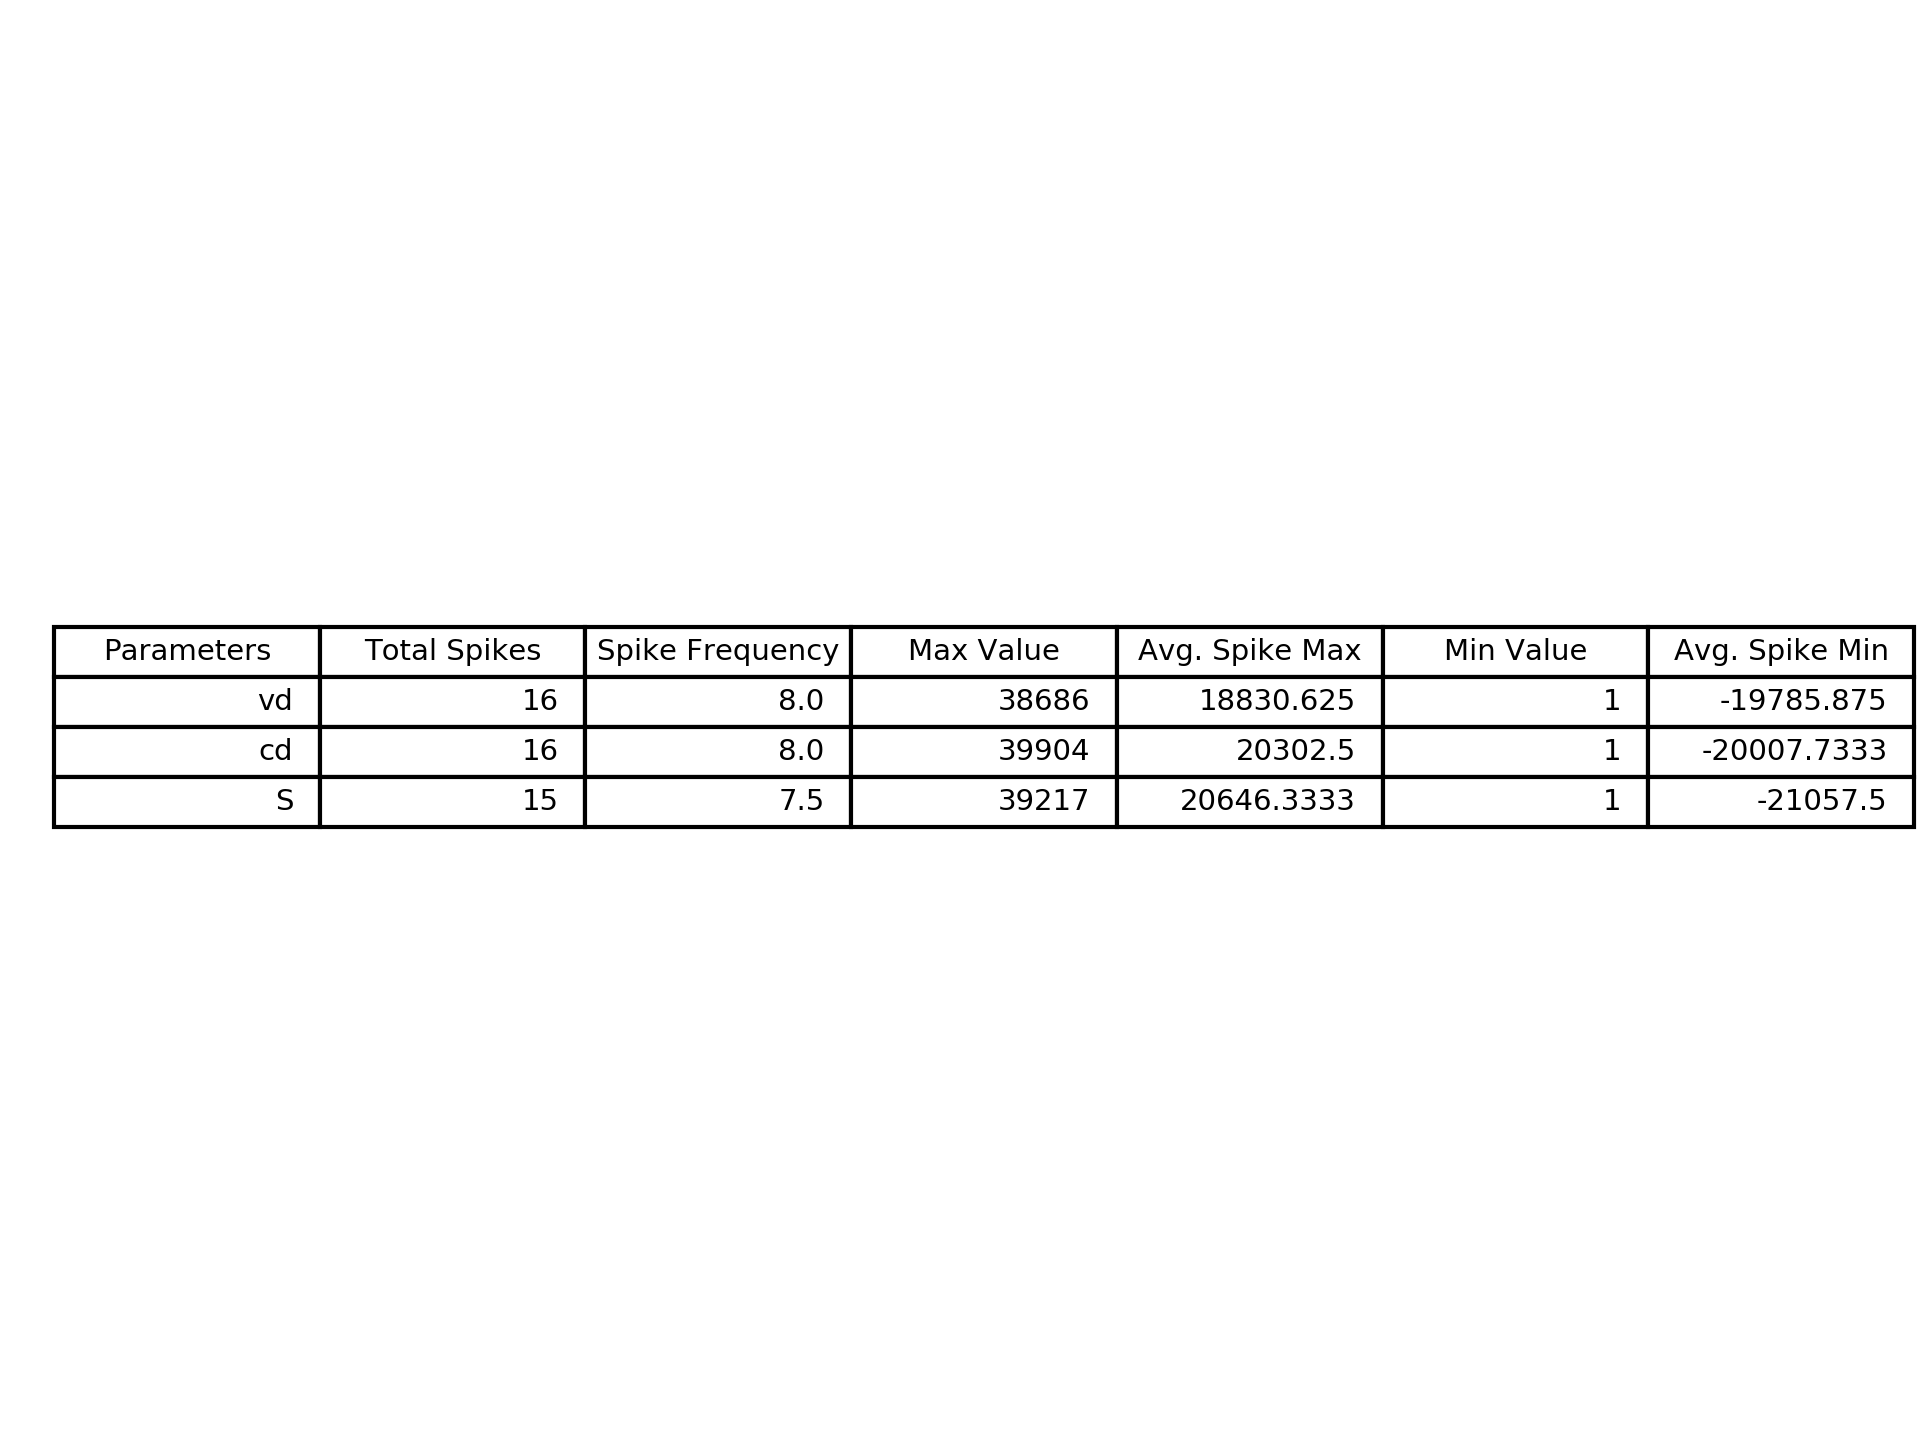 Parameters Total Spikes Spike Frequency Max Value Avg. Spike Max Min Value Avg. Spike Min
vd 16 8.0 38686 18830.625 1 -19785.875
cd 16 8.0 39904 20302.5 1 -20007.7333
S 15 7.5 39217 20646.3333 1 -21057.5